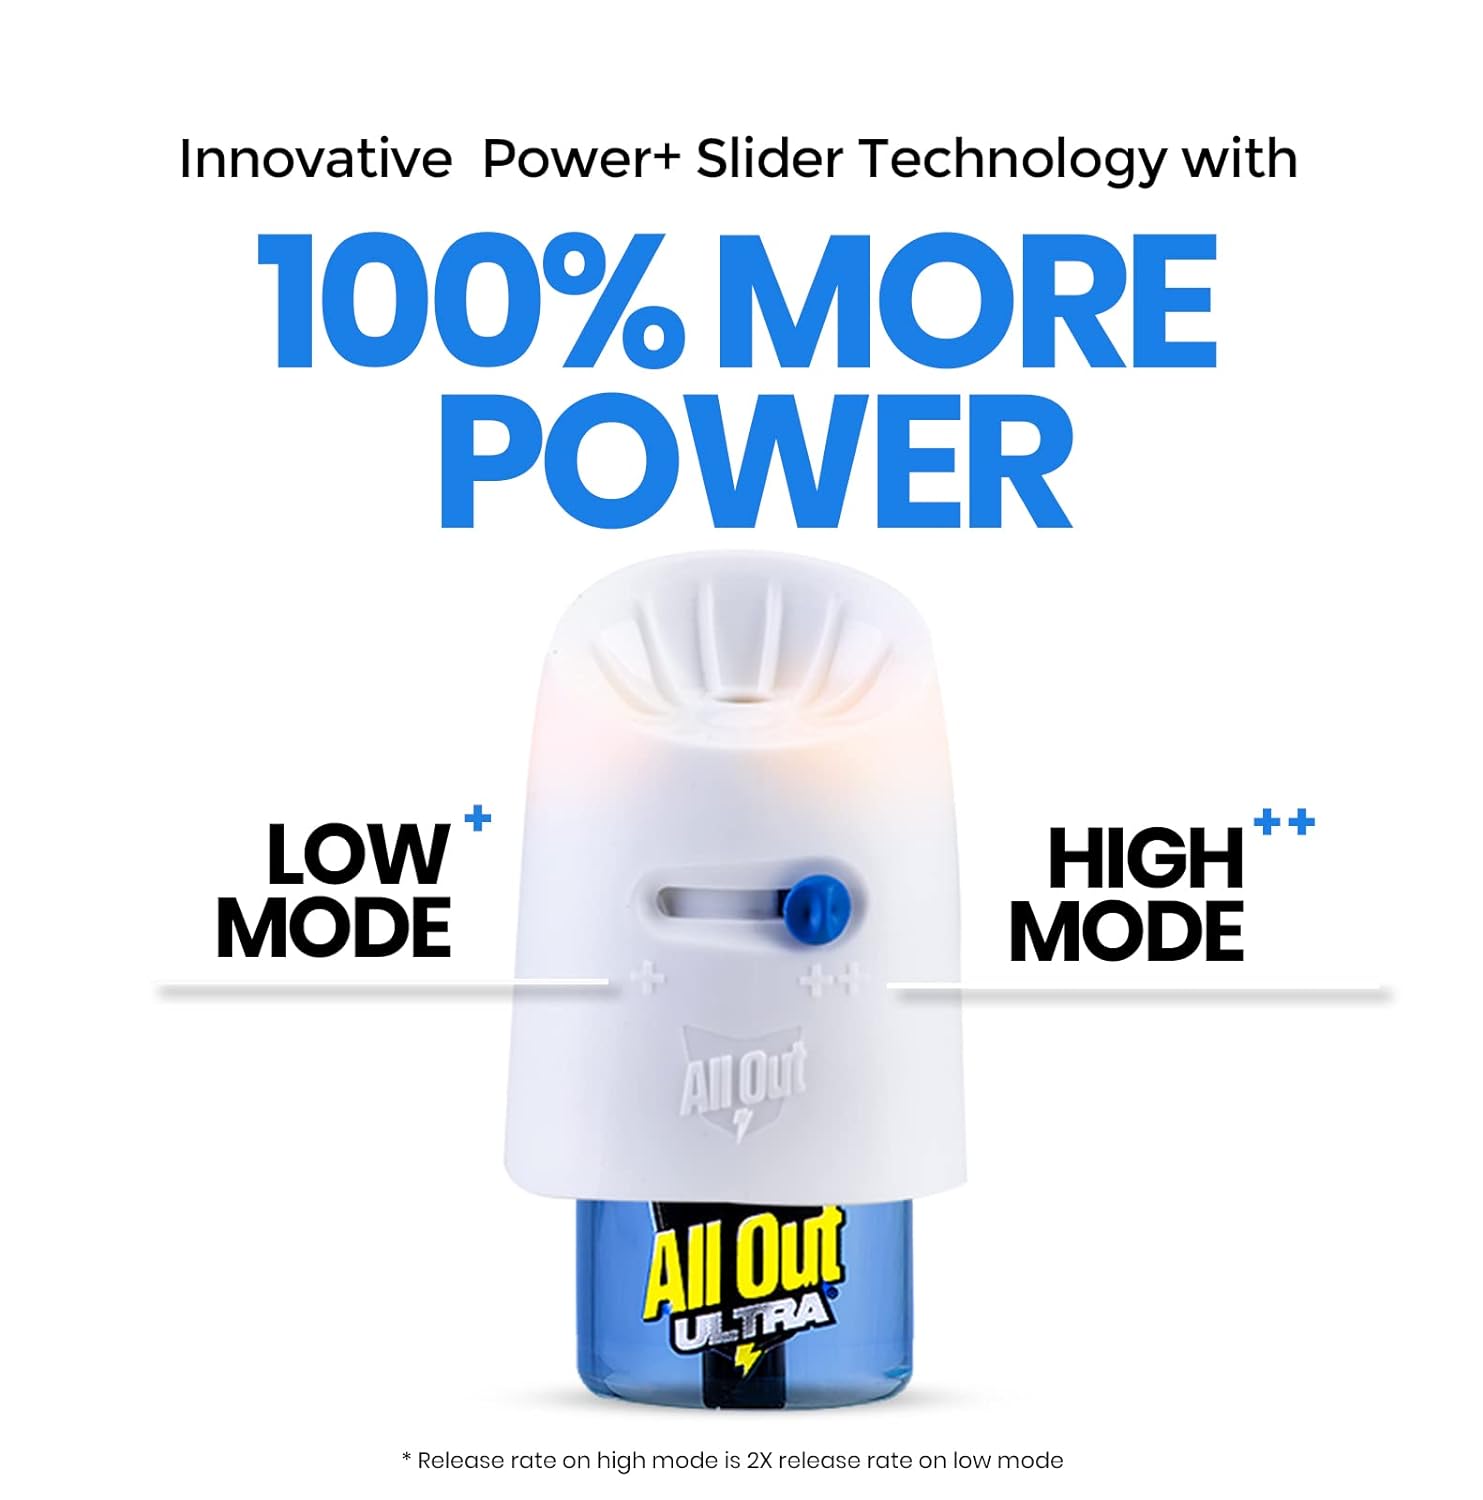 Innovative Power+ Slider Technology with
100% MORE
POWER
LOW +
MODE
HIGH ++
MODE
+ ++
All Out
All Out
ULTRA
* Release rate on high mode is 2X release rate on low mode